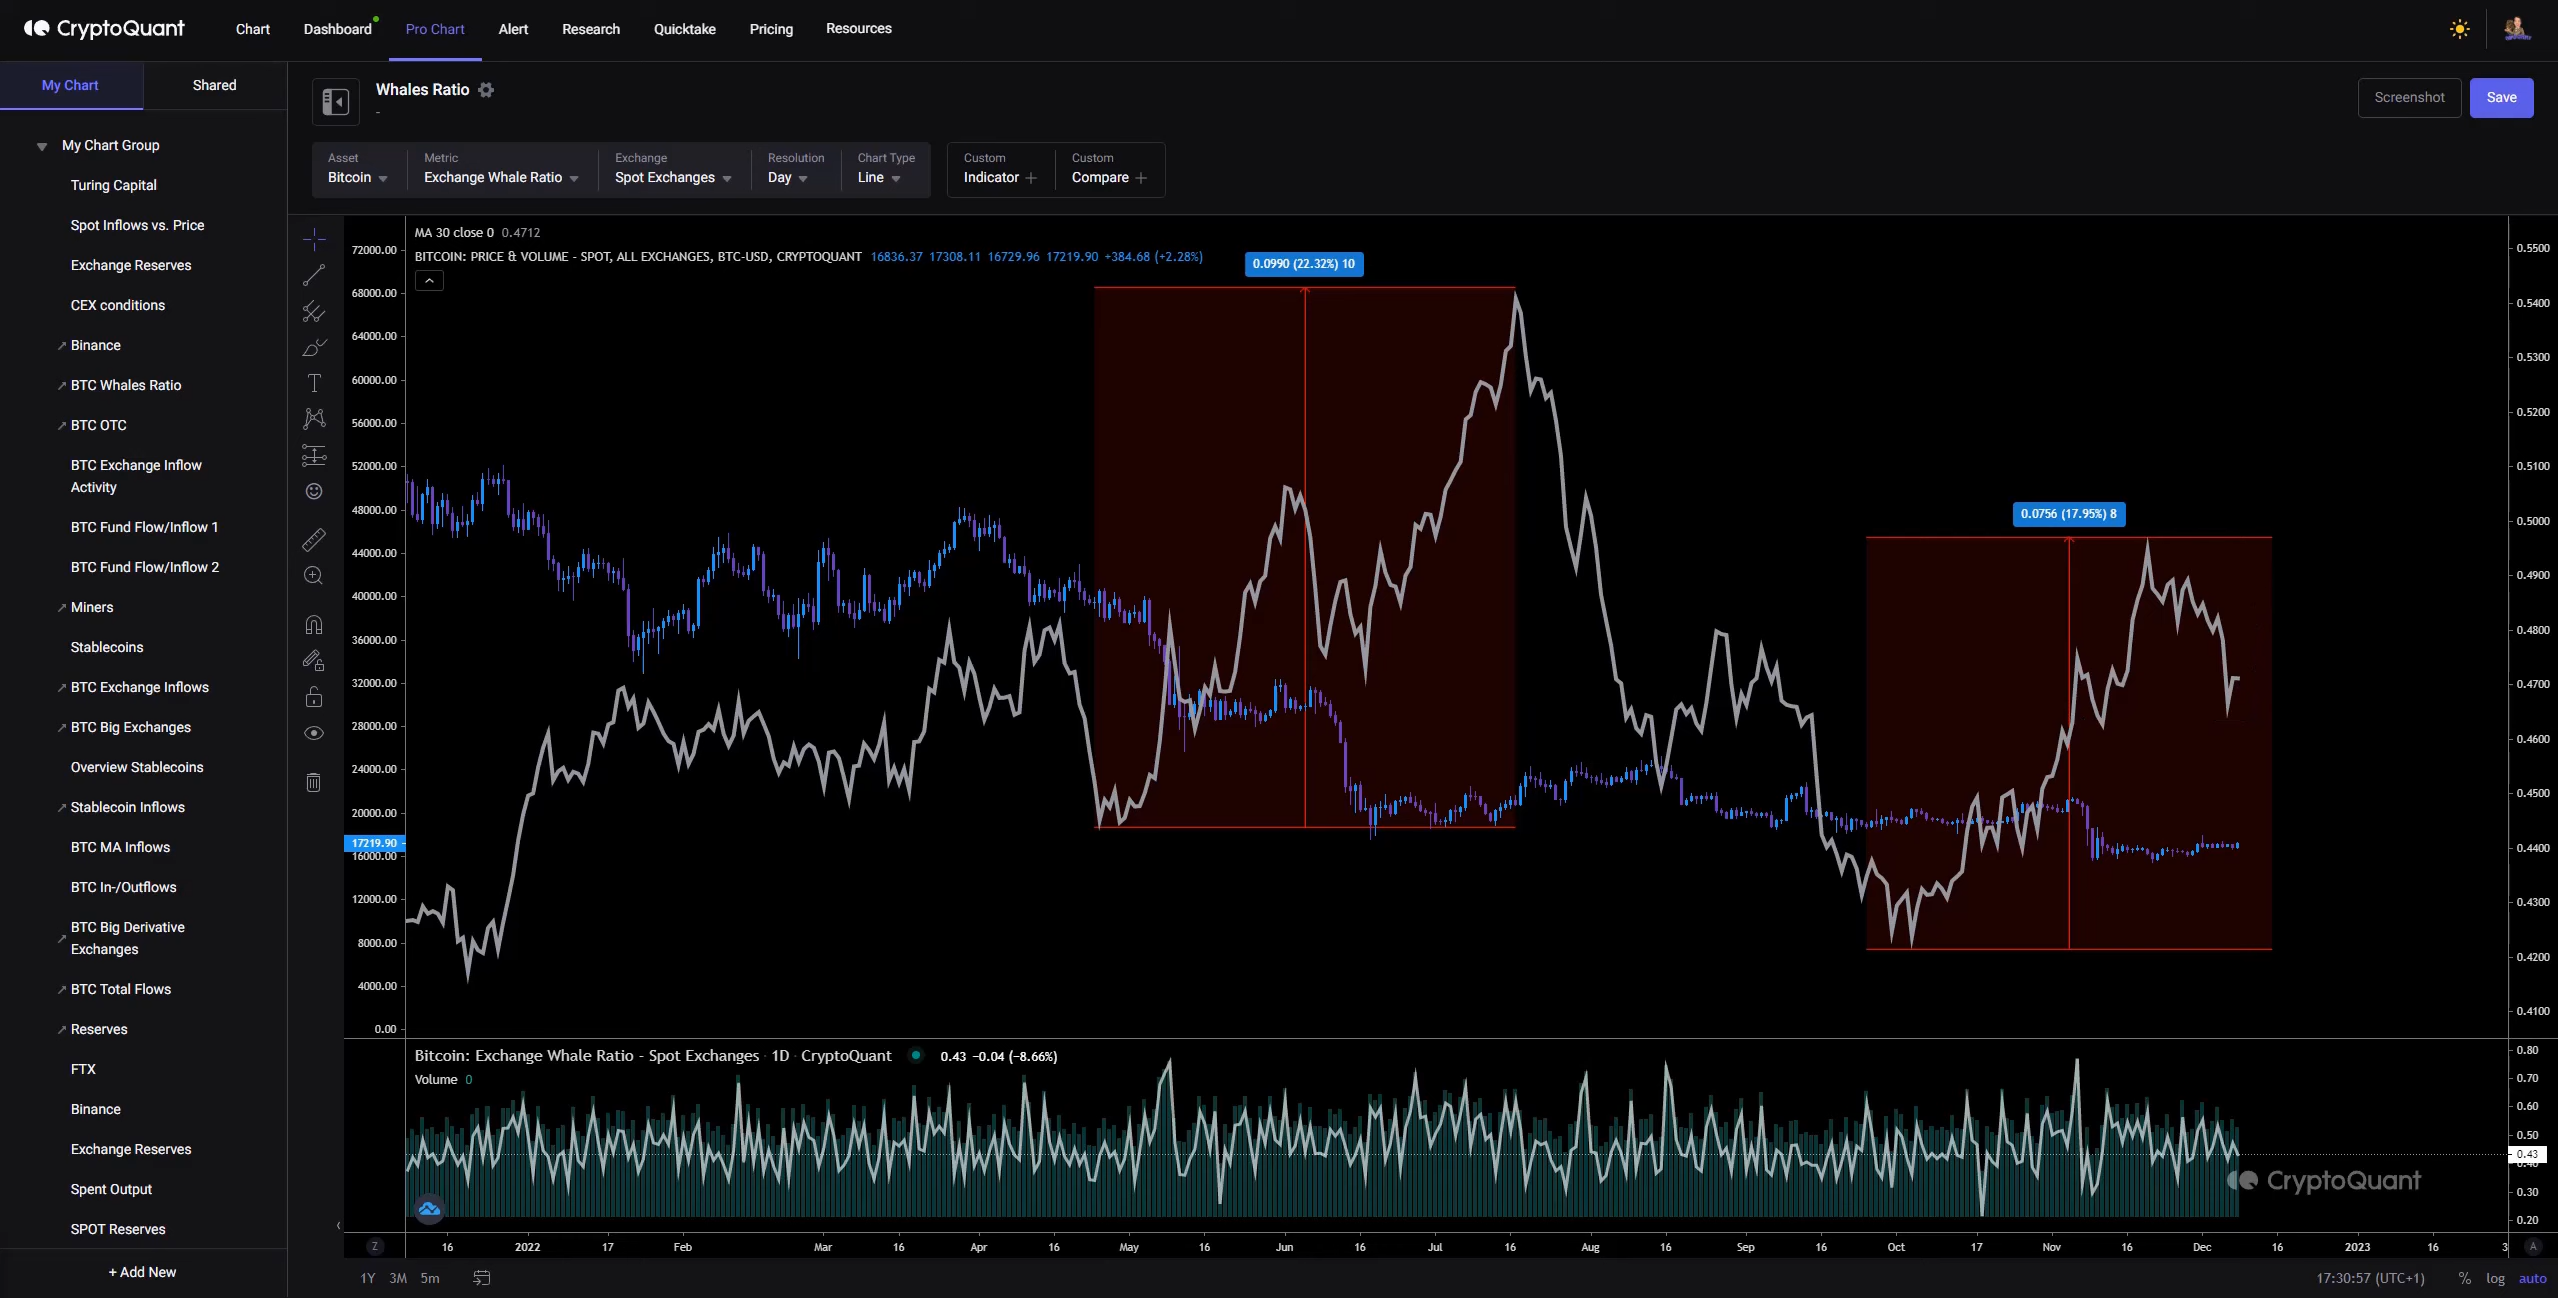 CryptoQuant
Chart
Dashboard
Pro Chart
Alert
Research
Quicktake
Pricing
Resources
My Chart
Shared
Whales Ratio
-
Screenshot
Save
My Chart Group
Turing Capital
Spot Inflows vs. Price
Exchange Reserves
CEX conditions
Binance
BTC Whales Ratio
BTC OTC
BTC Exchange Inflow
Activity
BTC Fund Flow/Inflow 1
BTC Fund Flow/Inflow 2
Miners
Stablecoins
BTC Exchange Inflows
BTC Big Exchanges
Overview Stablecoins
Stablecoin Inflows
BTC MA Inflows
BTC In-/Outflows
BTC Big Derivative
Exchanges
BTC Total Flows
Reserves
FTX
Binance
Exchange Reserves
Spent Output
SPOT Reserves
+ Add New
Asset
Bitcoin
Metric
Exchange Whale Ratio
Exchange
Spot Exchanges
Resolution
Day
Chart Type
Line
Custom
Indicator +
Custom
Compare +
MA 30 close 0 0.4712
BITCOIN: PRICE & VOLUME - SPOT, ALL EXCHANGES, BTC-USD, CRYPTOQUANT 16836.37 17308.11 16729.96 17219.90 +384.68 (+2.28%)
0.0990 (22.32%) 10
0.0756 (17.95%) 8
72000.00
68000.00
64000.00
60000.00
56000.00
52000.00
48000.00
44000.00
40000.00
36000.00
32000.00
28000.00
24000.00
20000.00
17219.90
16000.00
12000.00
8000.00
4000.00
0.00
0.5500
0.5400
0.5300
0.5200
0.5100
0.5000
0.4900
0.4800
0.4700
0.4600
0.4500
0.4400
0.4300
0.4200
0.4100
Bitcoin: Exchange Whale Ratio - Spot Exchanges · 1D · CryptoQuant 0.43 −0.04 (−8.66%)
Volume 0
0.80
0.70
0.60
0.50
0.43
0.40
0.30
0.20
CryptoQuant
Z 16 2022 17 Feb Mar 16 Apr 16 May 16 Jun 16 Jul 16 Aug 16 Sep 16 Oct 17 Nov 16 Dec 16 2023 16 3 A
1Y 3M 5m
17:30:57 (UTC+1) % log auto